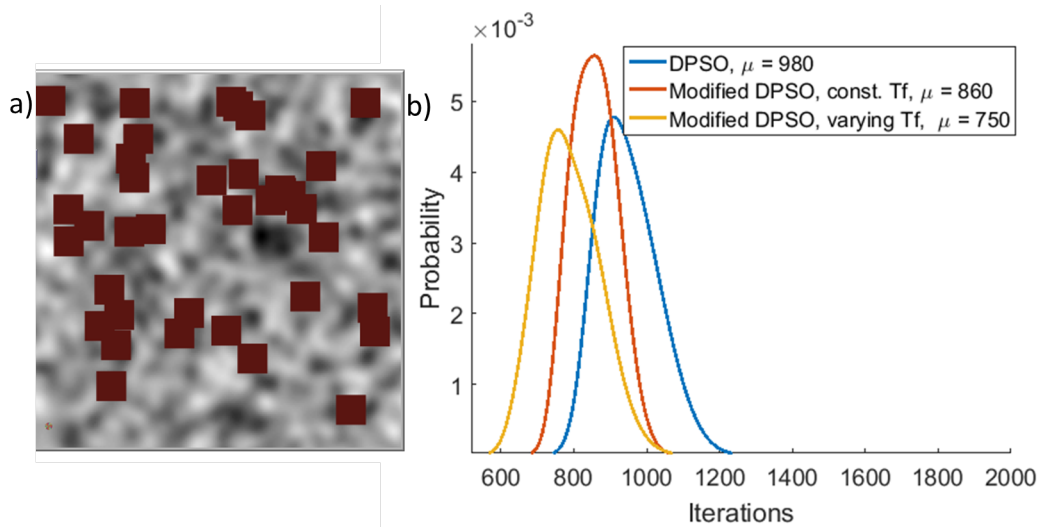 a)
b)
×10⁻³
DPSO, μ = 980
Modified DPSO, const. Tf, μ = 860
Modified DPSO, varying Tf, μ = 750
5
4
3
2
1
Probability
600 800 1000 1200 1400 1600 1800 2000
Iterations